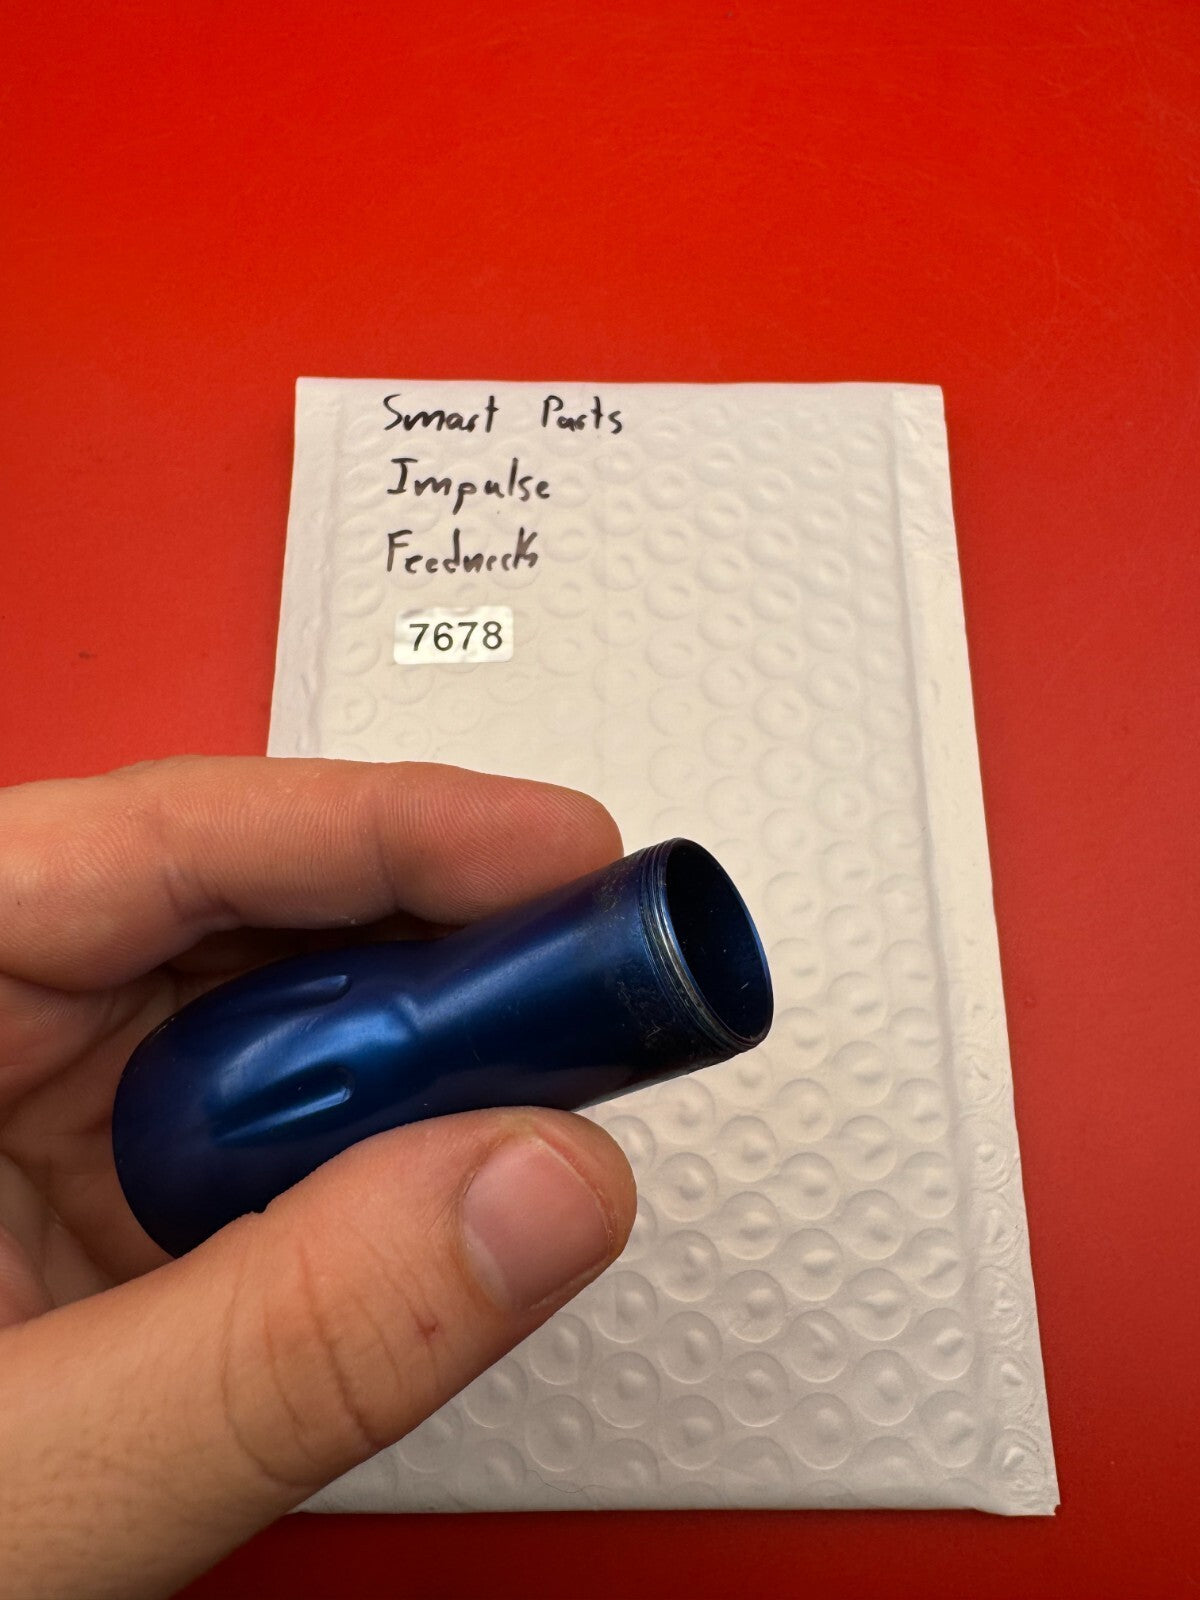 Smart Parts
Impulse
Feedneck
7678